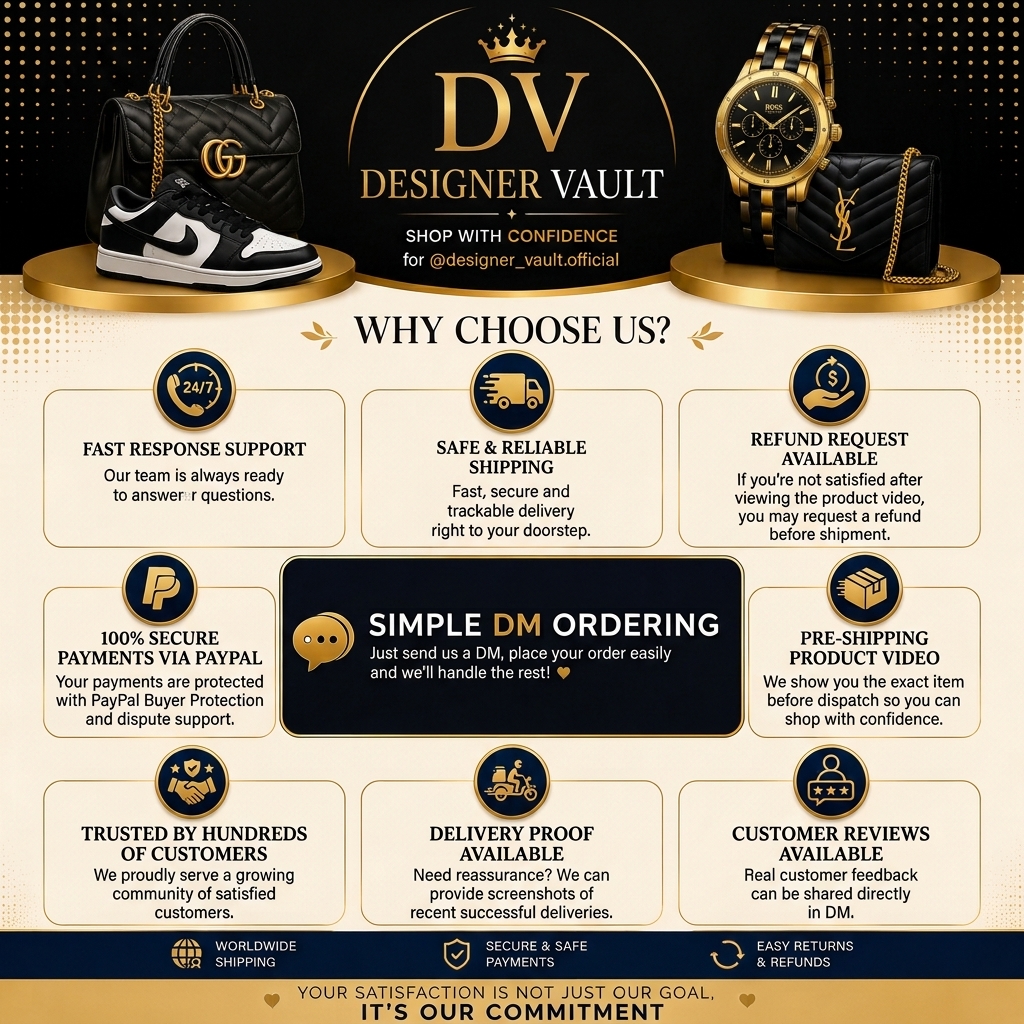 DV
DESIGNER VAULT
SHOP WITH CONFIDENCE
for @designer_vault.official
ROSS
WHY CHOOSE US?
24/7
FAST RESPONSE SUPPORT
Our team is always ready
to answer r questions.
SAFE & RELIABLE
SHIPPING
Fast, secure and
trackable delivery
right to your doorstep.
$
REFUND REQUEST
AVAILABLE
If you're not satisfied after
viewing the product video,
you may request a refund
before shipment.
100% SECURE
PAYMENTS VIA PAYPAL
Your payments are protected
with PayPal Buyer Protection
and dispute support.
SIMPLE DM ORDERING
Just send us a DM, place your order easily
and we'll handle the rest!
PRE-SHIPPING
PRODUCT VIDEO
We show you the exact item
before dispatch so you can
shop with confidence.
TRUSTED BY HUNDREDS
OF CUSTOMERS
We proudly serve a growing
community of satisfied
customers.
DELIVERY PROOF
AVAILABLE
Need reassurance? We can
provide screenshots of
recent successful deliveries.
CUSTOMER REVIEWS
AVAILABLE
Real customer feedback
can be shared directly
in DM.
WORLDWIDE
SHIPPING
SECURE & SAFE
PAYMENTS
EASY RETURNS
& REFUNDS
YOUR SATISFACTION IS NOT JUST OUR GOAL,
IT'S OUR COMMITMENT